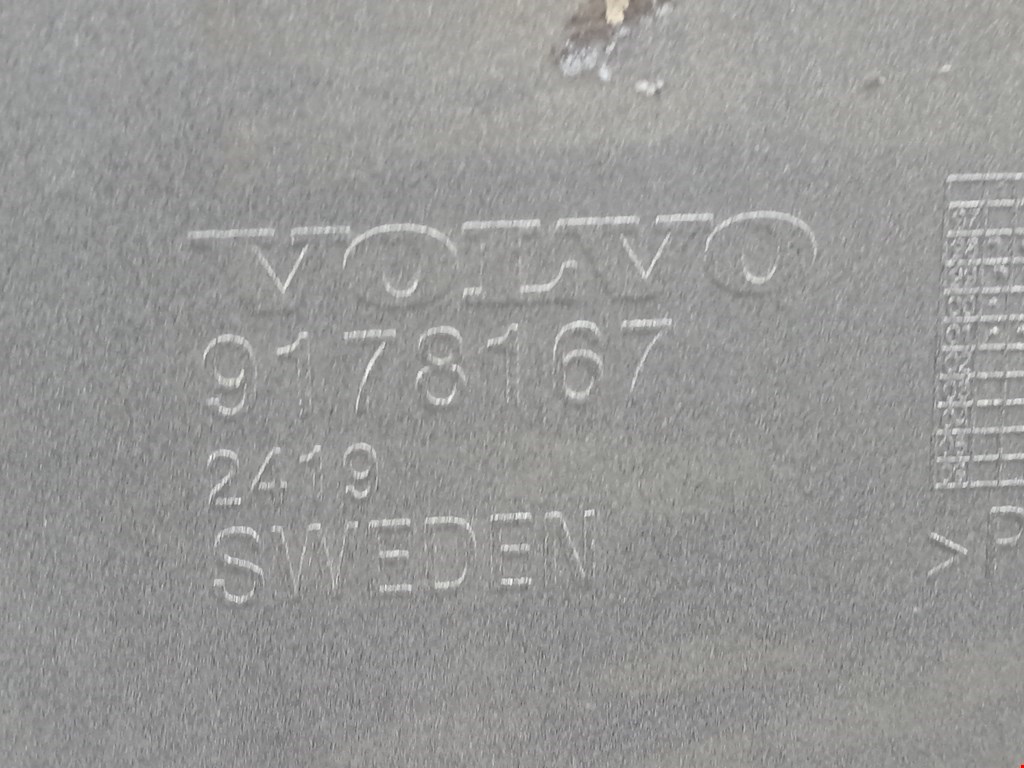 VOLVO
9178167
2419
SWEDEN
>P